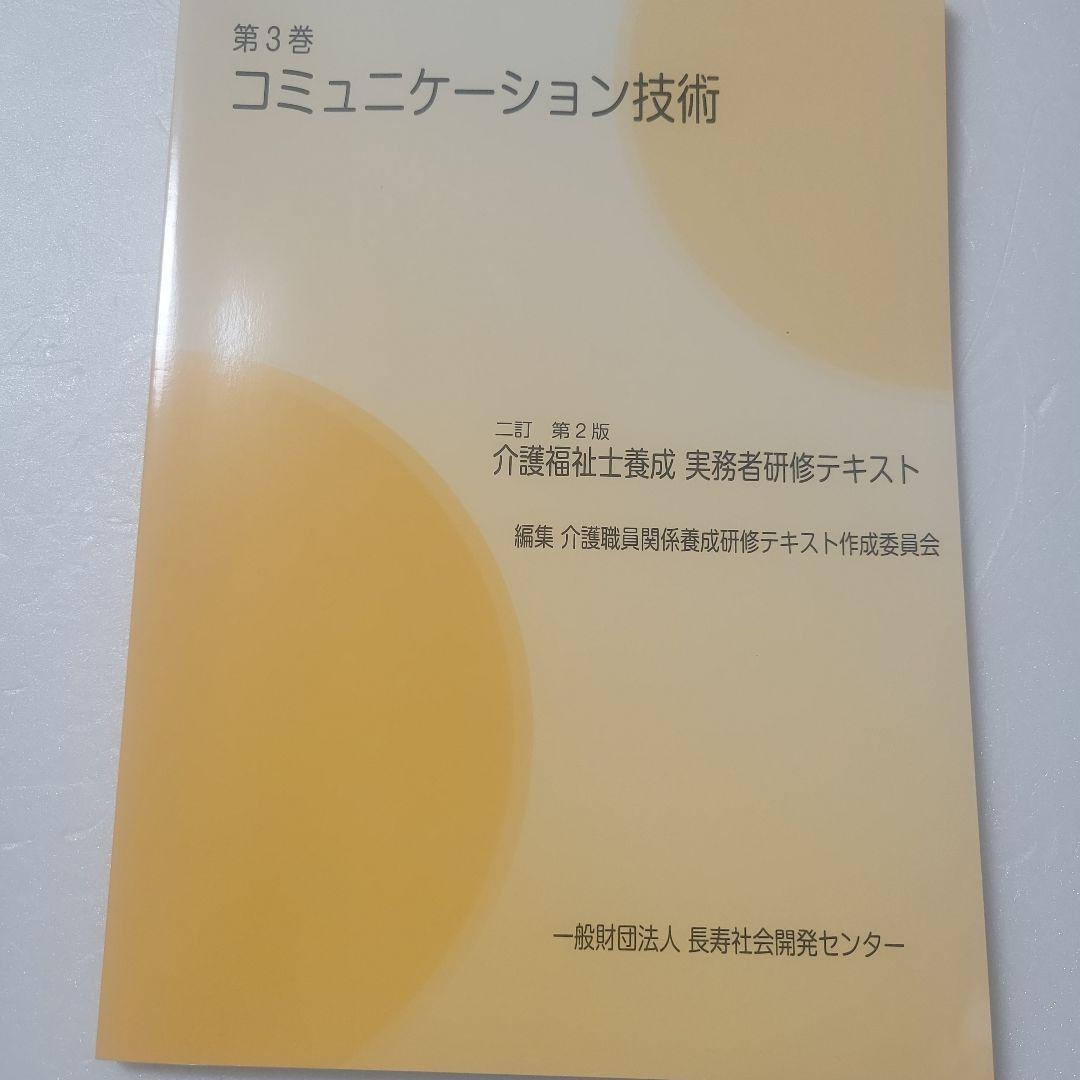 第3巻
コミュニケーション技術
二訂 第2版
介護福祉士養成 実務者研修テキスト
編集 介護職員関係養成研修テキスト作成委員会
一般財団法人 長寿社会開発センター